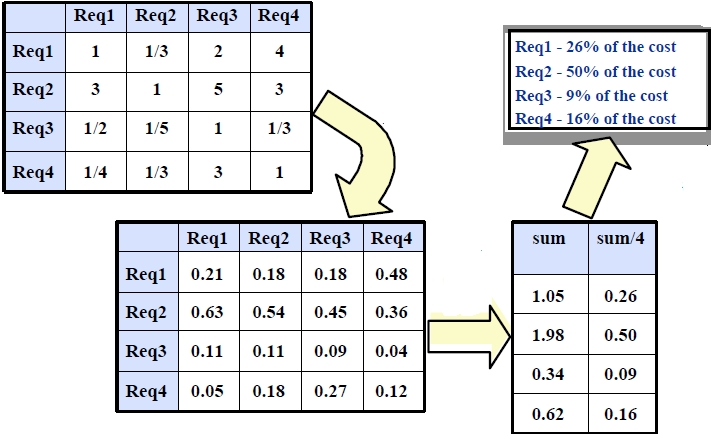 Req1 Req2 Req3 Req4
Req1 1 1/3 2 4
Req2 3 1 5 3
Req3 1/2 1/5 1 1/3
Req4 1/4 1/3 3 1
Req1 - 26% of the cost
Req2 - 50% of the cost
Req3 - 9% of the cost
Req4 - 16% of the cost
Req1 Req2 Req3 Req4
Req1 0.21 0.18 0.18 0.48
Req2 0.63 0.54 0.45 0.36
Req3 0.11 0.11 0.09 0.04
Req4 0.05 0.18 0.27 0.12
sum sum/4
1.05 0.26
1.98 0.50
0.34 0.09
0.62 0.16